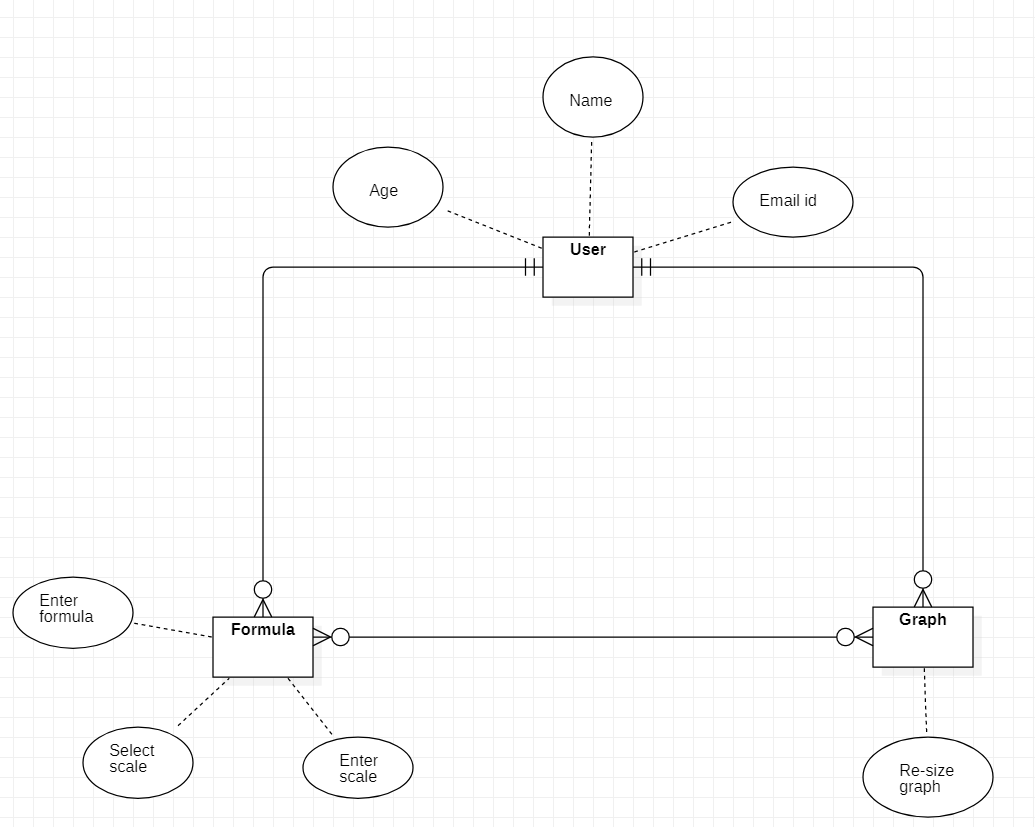 Name
Age
Email id
User
Enter
formula
Formula
Graph
Select
scale
Enter
scale
Re-size
graph